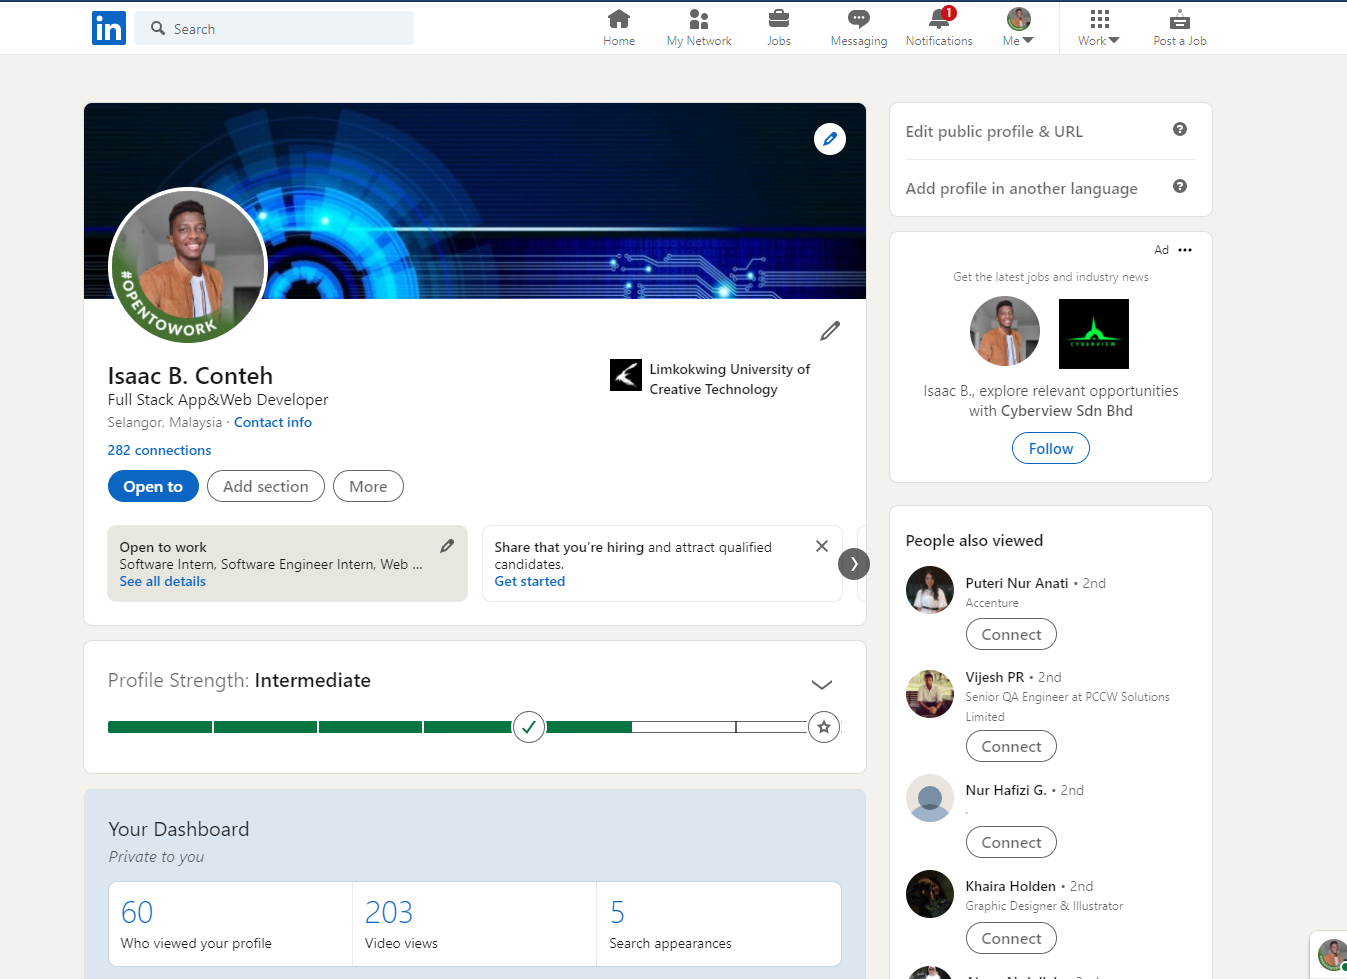 in
Search
Home
My Network
Jobs
Messaging
1
Notifications
Me
Work
Post a Job
#OPENTOWORK
Isaac B. Conteh
Full Stack App&Web Developer
Selangor, Malaysia · Contact info
282 connections
Limkokwing University of
Creative Technology
Open to
Add section
More
Open to work
Software Intern, Software Engineer Intern, Web ...
See all details
Share that you're hiring and attract qualified
candidates.
Get started
Profile Strength: Intermediate
Your Dashboard
Private to you
60
Who viewed your profile
203
Video views
5
Search appearances
Edit public profile & URL
Add profile in another language
Ad
Get the latest jobs and industry news
CYBERVIEW
Isaac B., explore relevant opportunities
with Cyberview Sdn Bhd
Follow
People also viewed
Puteri Nur Anati • 2nd
Accenture
Connect
Vijesh PR • 2nd
Senior QA Engineer at PCCW Solutions
Limited
Connect
Nur Hafizi G. • 2nd
.
Connect
Khaira Holden • 2nd
Graphic Designer & Illustrator
Connect